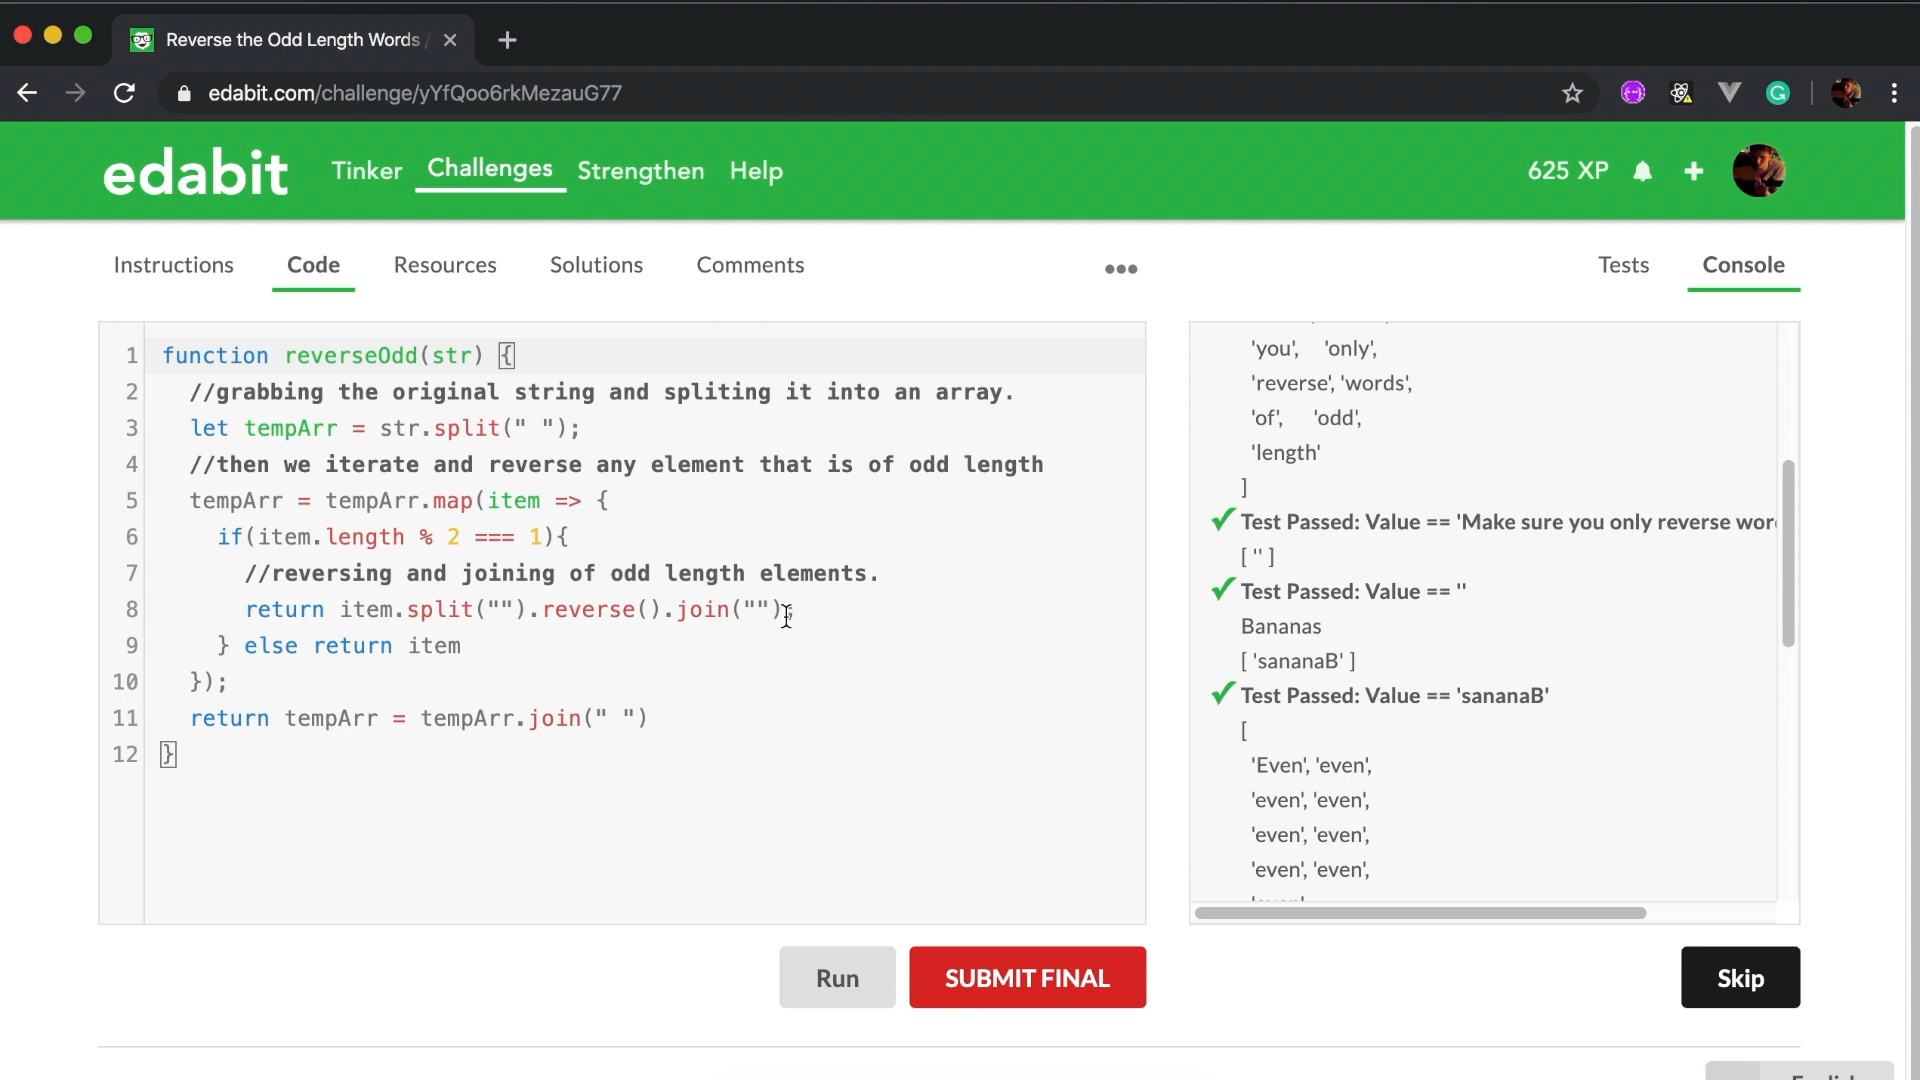 Reverse the Odd Length Words /
edabit.com/challenge/yYfQoo6rkMezauG77
edabit
Tinker
Challenges
Strengthen
Help
625 XP
Instructions
Code
Resources
Solutions
Comments
Tests
Console
1 function reverseOdd(str) {
2 //grabbing the original string and spliting it into an array.
3 let tempArr = str.split(" ");
4 //then we iterate and reverse any element that is of odd length
5 tempArr = tempArr.map(item => {
6 if(item.length % 2 === 1){
7 //reversing and joining of odd length elements.
8 return item.split("").reverse().join("");
9 } else return item
10 });
11 return tempArr = tempArr.join(" ")
12 }
'you', 'only',
'reverse', 'words',
'of', 'odd',
'length'
]
Test Passed: Value == 'Make sure you only reverse wor
[ '' ]
Test Passed: Value == ''
Bananas
[ 'sananaB' ]
Test Passed: Value == 'sananaB'
[
'Even', 'even',
'even', 'even',
'even', 'even',
'even', 'even',
Run
SUBMIT FINAL
Skip